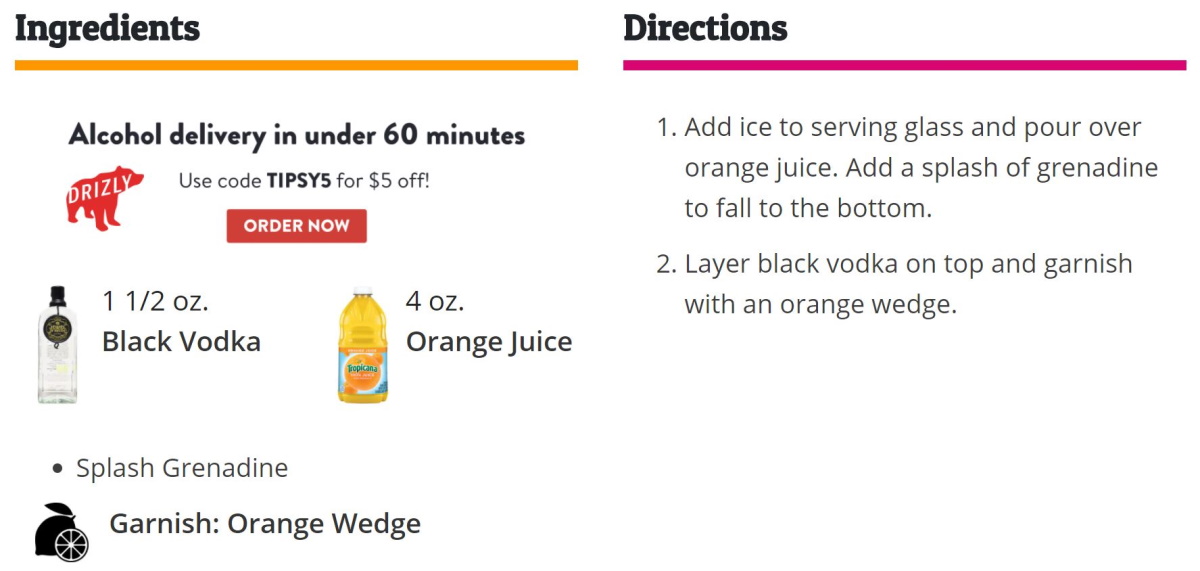 Ingredients
Alcohol delivery in under 60 minutes
DRIZLY
Use code TIPSY5 for $5 off!
ORDER NOW
1 1/2 oz.
Black Vodka
4 oz.
Orange Juice
Tropicana
• Splash Grenadine
Garnish: Orange Wedge
Directions
1. Add ice to serving glass and pour over
orange juice. Add a splash of grenadine
to fall to the bottom.
2. Layer black vodka on top and garnish
with an orange wedge.